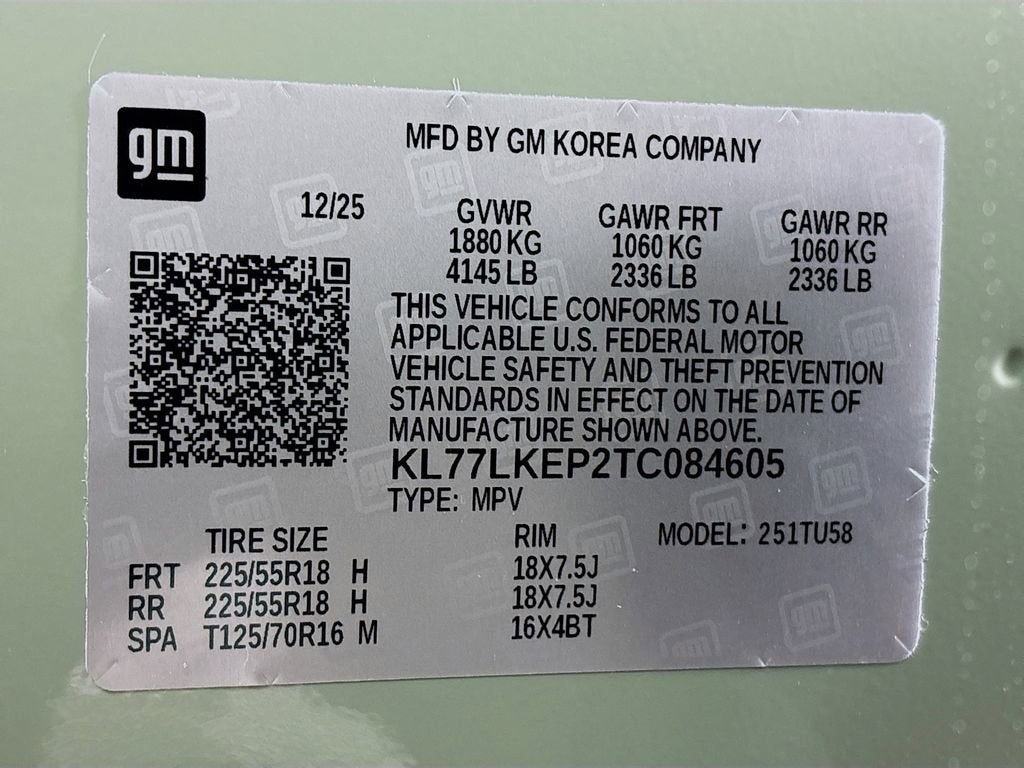 gm
MFD BY GM KOREA COMPANY
12/25
GVWR GAWR FRT GAWR RR
1880 KG 1060 KG 1060 KG
4145 LB 2336 LB 2336 LB
THIS VEHICLE CONFORMS TO ALL
APPLICABLE U.S. FEDERAL MOTOR
VEHICLE SAFETY AND THEFT PREVENTION
STANDARDS IN EFFECT ON THE DATE OF
MANUFACTURE SHOWN ABOVE.
KL77LKEP2TC084605
TYPE: MPV
TIRE SIZE RIM MODEL: 251TU58
FRT 225/55R18 H 18X7.5J
RR 225/55R18 H 18X7.5J
SPA T125/70R16 M 16X4BT